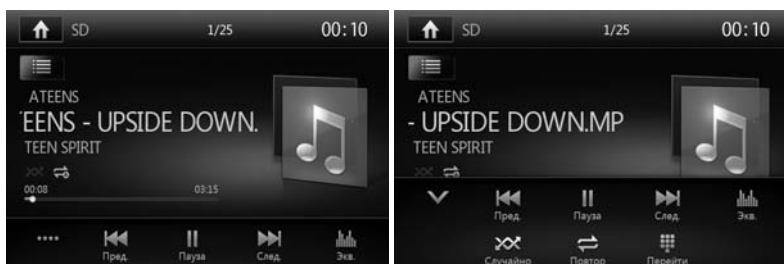 SD 1/25 00:10
ATEENS
EENS - UPSIDE DOWN.
TEEN SPIRIT
00:08 03:15
Пред. Пауза След. Экв.
SD 1/25 00:10
ATEENS
- UPSIDE DOWN.MP
TEEN SPIRIT
Пред. Пауза След. Экв.
Случайно Повтор Перейти